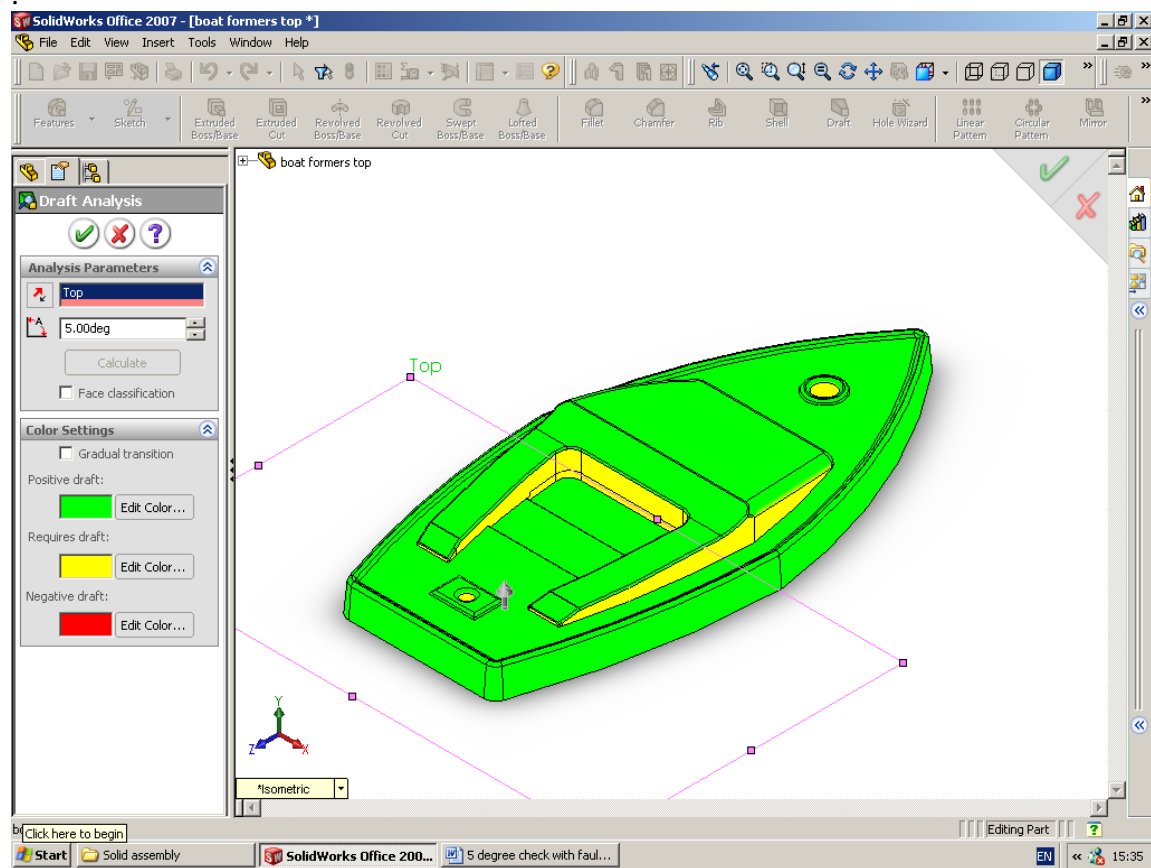 SolidWorks Office 2007 - [boat formers top *]
File Edit View Insert Tools Window Help
Features Sketch Extruded Boss/Base Extruded Cut Revolved Boss/Base Revolved Cut Swept Boss/Base Lofted Boss/Base Fillet Chamfer Rib Shell Draft Hole Wizard Linear Pattern Circular Pattern Mirror
boat formers top
Draft Analysis
Analysis Parameters
Top
5.00deg
Calculate
Face classification
Color Settings
Gradual transition
Positive draft:
Edit Color...
Requires draft:
Edit Color...
Negative draft:
Edit Color...
Top
Y
Z
X
*Isometric
Click here to begin
Editing Part
Start Solid assembly SolidWorks Office 200... 5 degree check with faul... EN 15:35